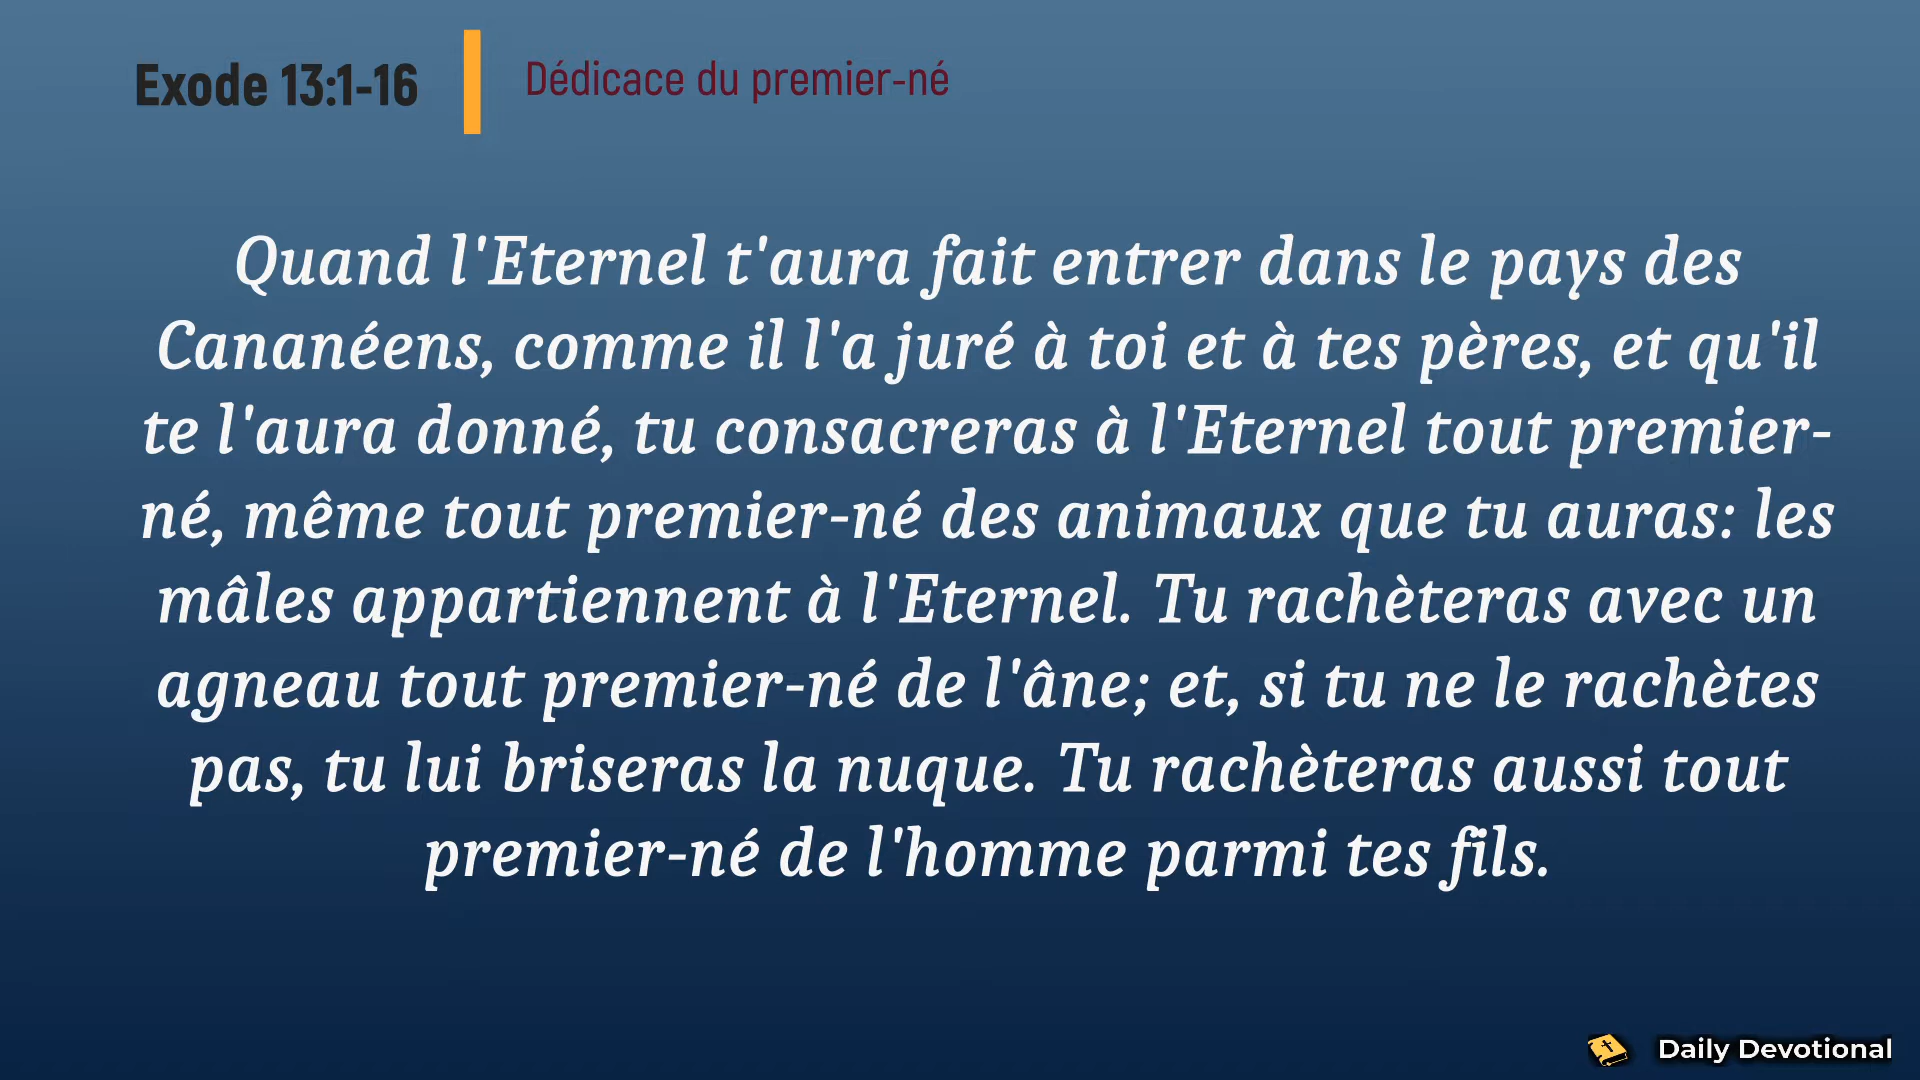 Exode 13:1-16
Dédicace du premier-né
Quand l'Eternel t'aura fait entrer dans le pays des
Cananéens, comme il l'a juré à toi et à tes pères, et qu'il
te l'aura donné, tu consacreras à l'Eternel tout premier-
né, même tout premier-né des animaux que tu auras: les
mâles appartiennent à l'Eternel. Tu rachèteras avec un
agneau tout premier-né de l'âne; et, si tu ne le rachètes
pas, tu lui briseras la nuque. Tu rachèteras aussi tout
premier-né de l'homme parmi tes fils.
Daily Devotional